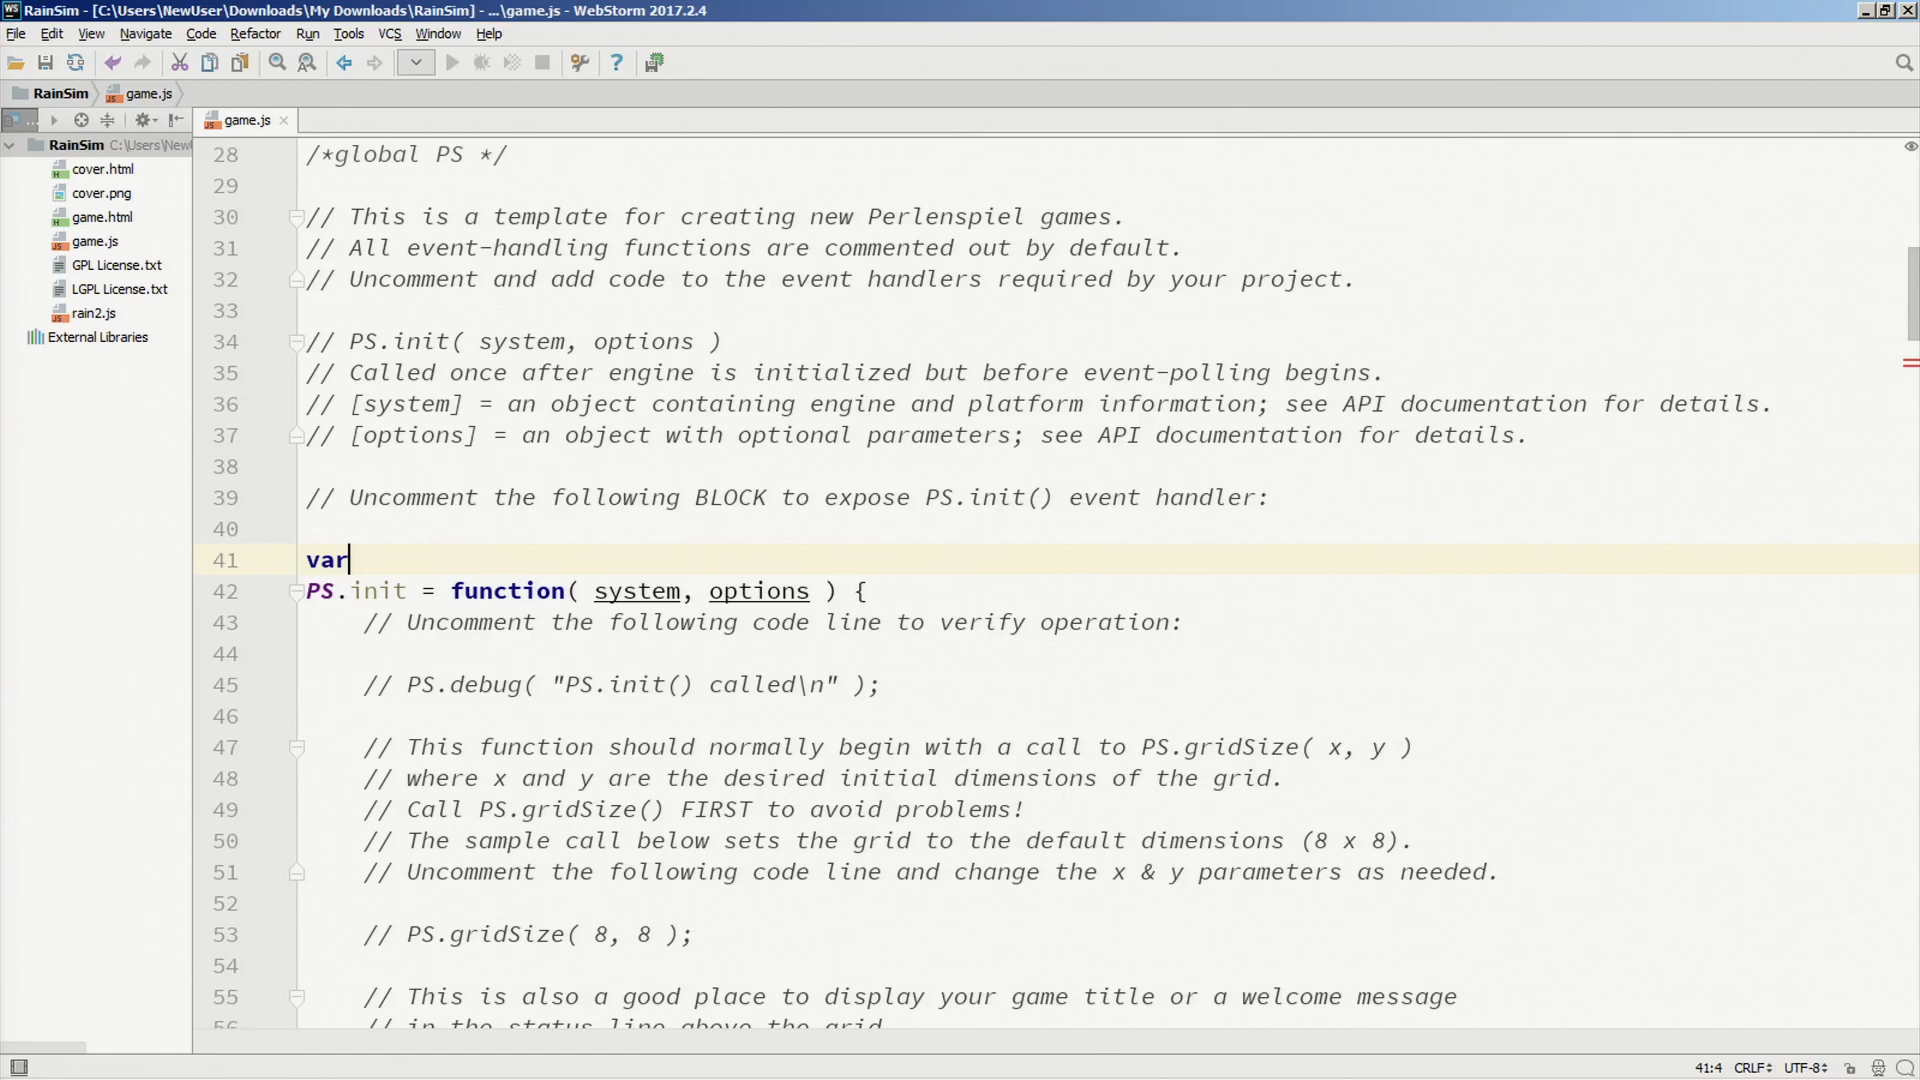 RainSim - [C:\Users\NewUser\Downloads\My Downloads\RainSim] - ...\game.js - WebStorm 2017.2.4
File Edit View Navigate Code Refactor Run Tools VCS Window Help
RainSim game.js
... game.js
RainSim C:\Users\New
cover.html
cover.png
game.html
game.js
GPL License.txt
LGPL License.txt
rain2.js
External Libraries
28 /*global PS */
29
30 // This is a template for creating new Perlenspiel games.
31 // All event-handling functions are commented out by default.
32 // Uncomment and add code to the event handlers required by your project.
33
34 // PS.init( system, options )
35 // Called once after engine is initialized but before event-polling begins.
36 // [system] = an object containing engine and platform information; see API documentation for details.
37 // [options] = an object with optional parameters; see API documentation for details.
38
39 // Uncomment the following BLOCK to expose PS.init() event handler:
40
41 var
42 PS.init = function( system, options ) {
43 // Uncomment the following code line to verify operation:
44
45 // PS.debug( "PS.init() called\n" );
46
47 // This function should normally begin with a call to PS.gridSize( x, y )
48 // where x and y are the desired initial dimensions of the grid.
49 // Call PS.gridSize() FIRST to avoid problems!
50 // The sample call below sets the grid to the default dimensions (8 x 8).
51 // Uncomment the following code line and change the x & y parameters as needed.
52
53 // PS.gridSize( 8, 8 );
54
55 // This is also a good place to display your game title or a welcome message
56 // in the status line above the grid
41:4 CRLF UTF-8